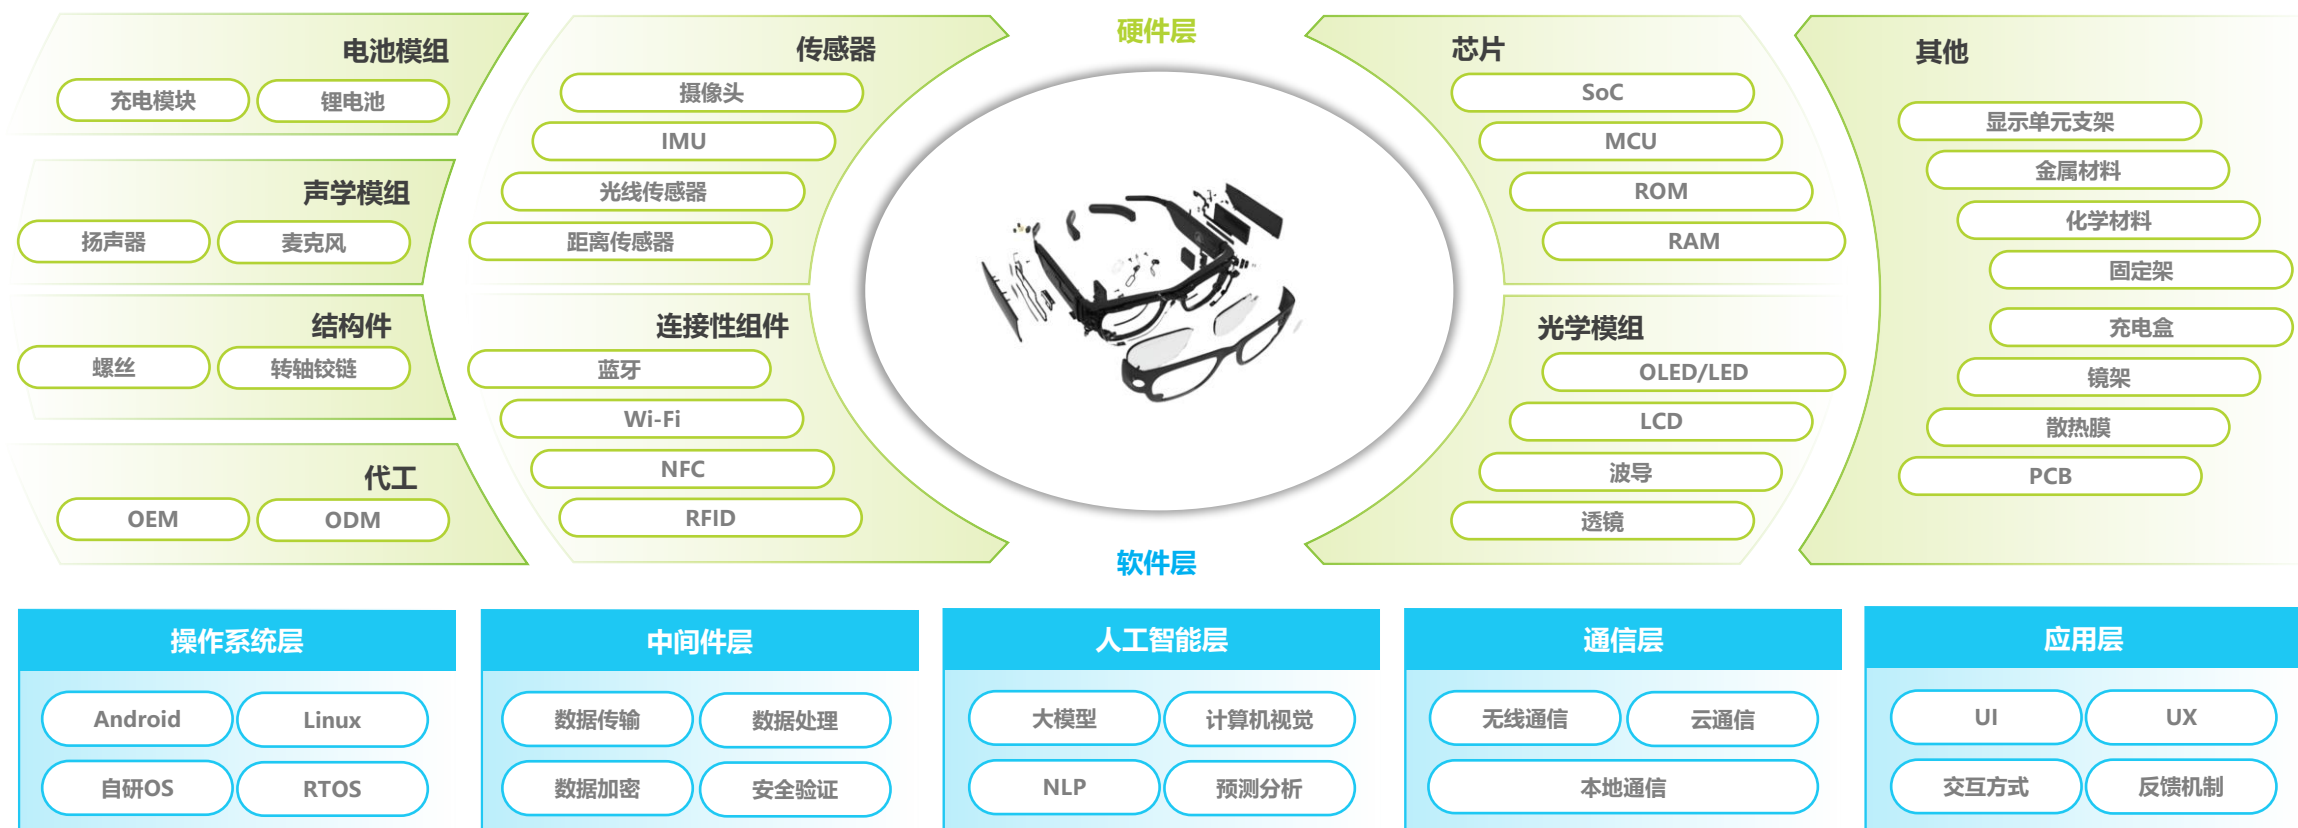 硬件层
电池模组
充电模块
锂电池
声学模组
扬声器
麦克风
结构件
螺丝
转轴铰链
代工
OEM
ODM
传感器
摄像头
IMU
光线传感器
距离传感器
连接性组件
蓝牙
Wi-Fi
NFC
RFID
芯片
SoC
MCU
ROM
RAM
光学模组
OLED/LED
LCD
波导
透镜
其他
显示单元支架
金属材料
化学材料
固定架
充电盒
镜架
散热膜
PCB
软件层
操作系统层
Android
Linux
自研OS
RTOS
中间件层
数据传输
数据处理
数据加密
安全验证
人工智能层
大模型
计算机视觉
NLP
预测分析
通信层
无线通信
云通信
本地通信
应用层
UI
UX
交互方式
反馈机制